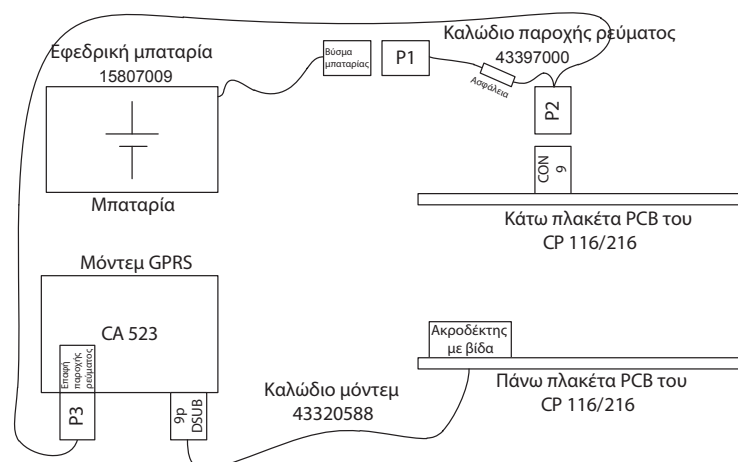 Εφεδρική μπαταρία
15807009
Μπαταρία
Βύσμα
μπαταρίας
P1
Καλώδιο παροχής ρεύματος
43397000
Ασφάλεια
P2
CON
9
Κάτω πλακέτα PCB του
CP 116/216
Μόντεμ GPRS
CA 523
Επαφή
παροχής
ρεύματος
P3
9p
DSUB
Καλώδιο μόντεμ
43320588
Ακροδέκτης
με βίδα
Πάνω πλακέτα PCB του
CP 116/216